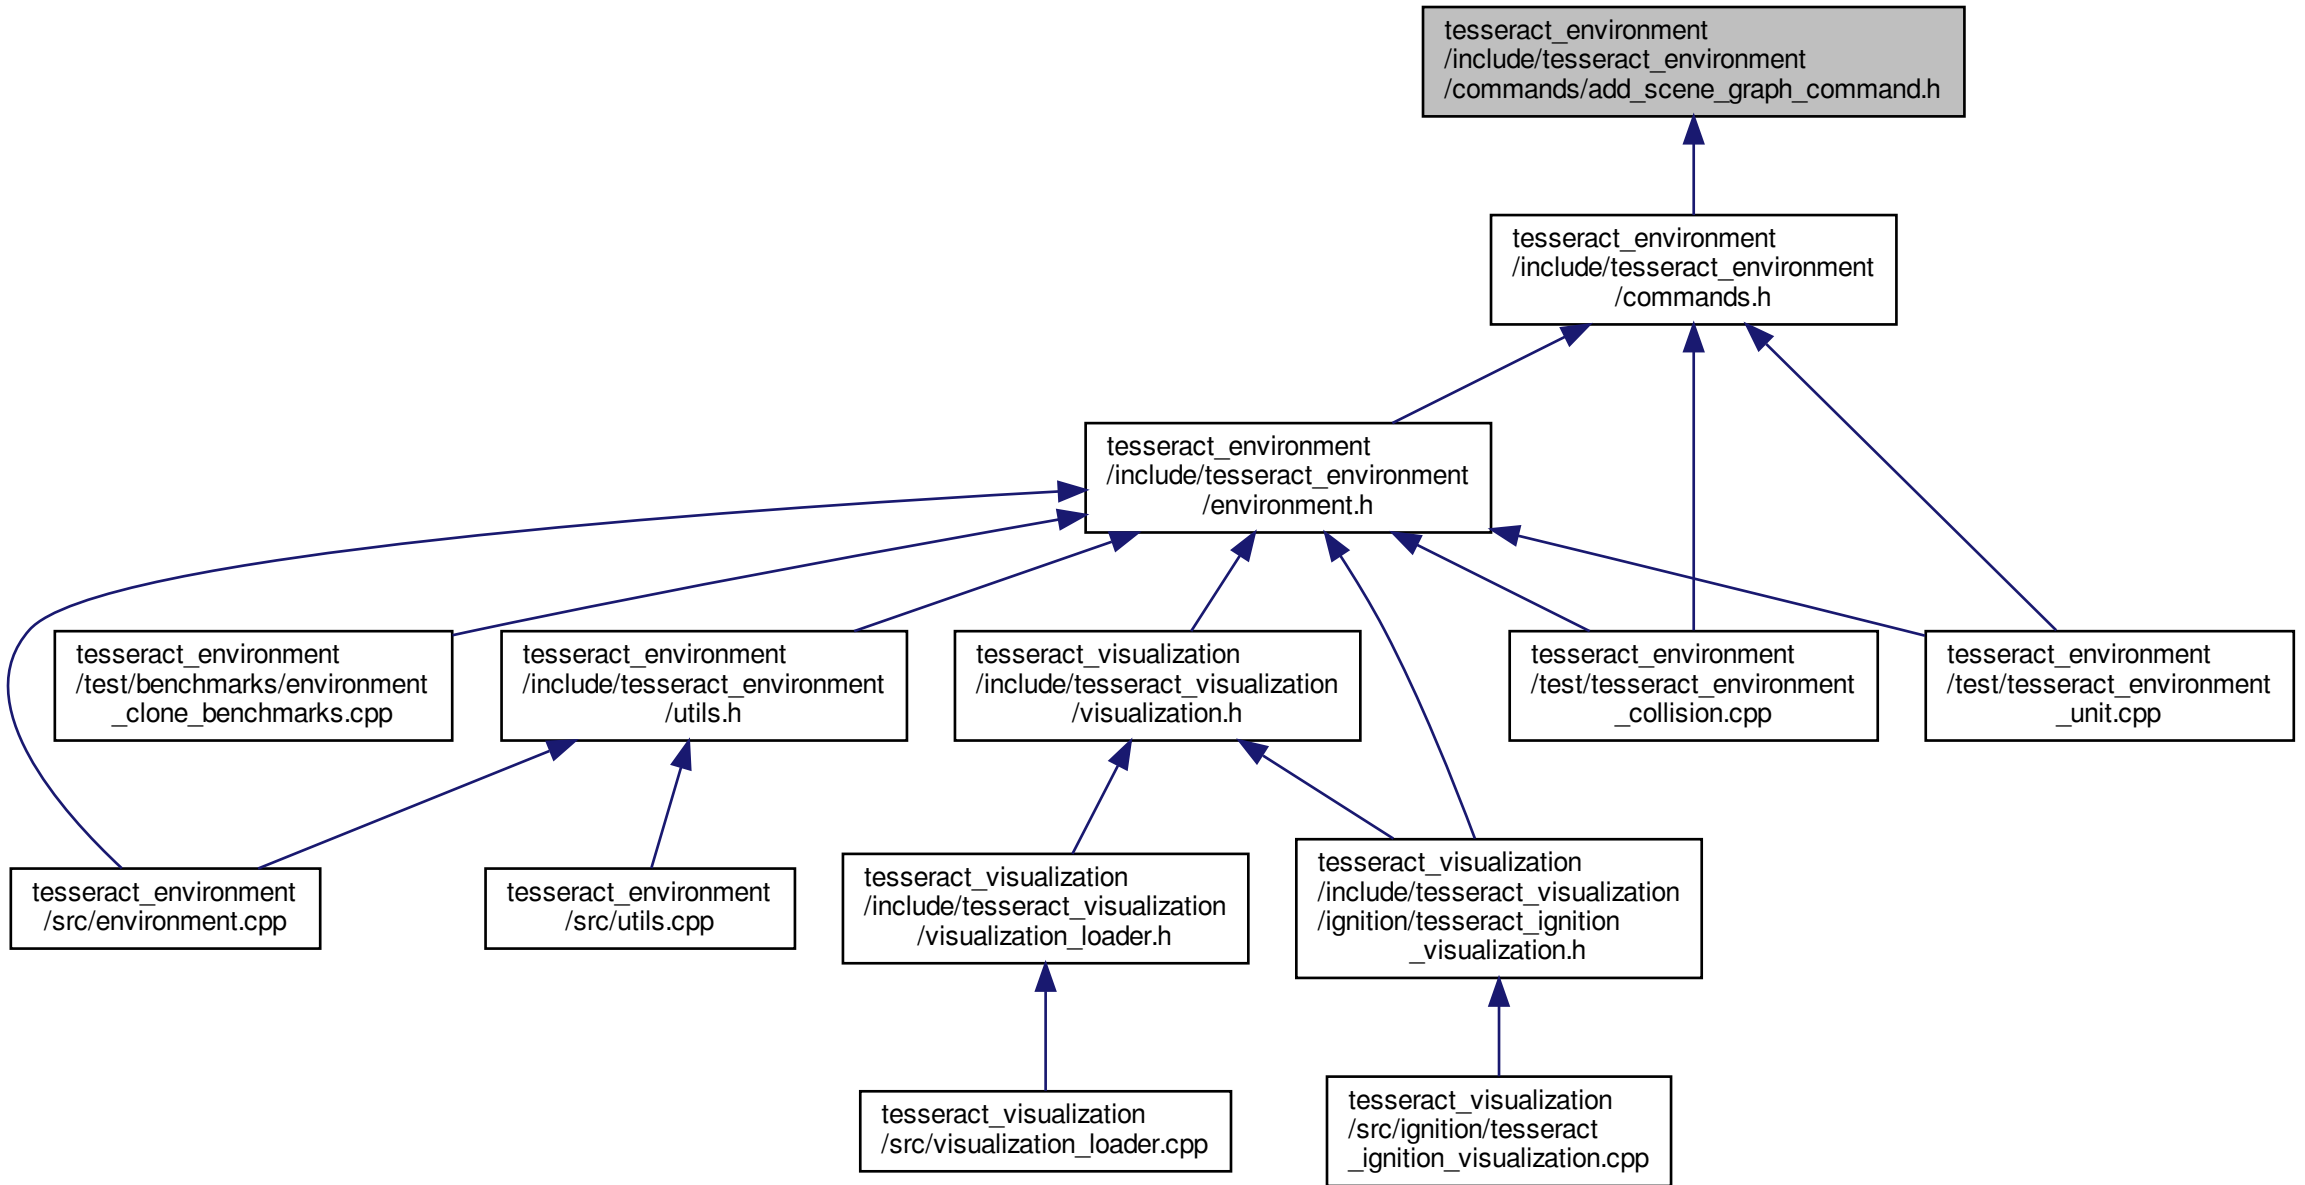 tesseract_environment
/include/tesseract_environment
/commands/add_scene_graph_command.h
tesseract_environment
/include/tesseract_environment
/commands.h
tesseract_environment
/include/tesseract_environment
/environment.h
tesseract_environment
/test/benchmarks/environment
_clone_benchmarks.cpp
tesseract_environment
/include/tesseract_environment
/utils.h
tesseract_visualization
/include/tesseract_visualization
/visualization.h
tesseract_environment
/test/tesseract_environment
_collision.cpp
tesseract_environment
/test/tesseract_environment
_unit.cpp
tesseract_environment
/src/environment.cpp
tesseract_environment
/src/utils.cpp
tesseract_visualization
/include/tesseract_visualization
/visualization_loader.h
tesseract_visualization
/include/tesseract_visualization
/ignition/tesseract_ignition
_visualization.h
tesseract_visualization
/src/visualization_loader.cpp
tesseract_visualization
/src/ignition/tesseract
_ignition_visualization.cpp